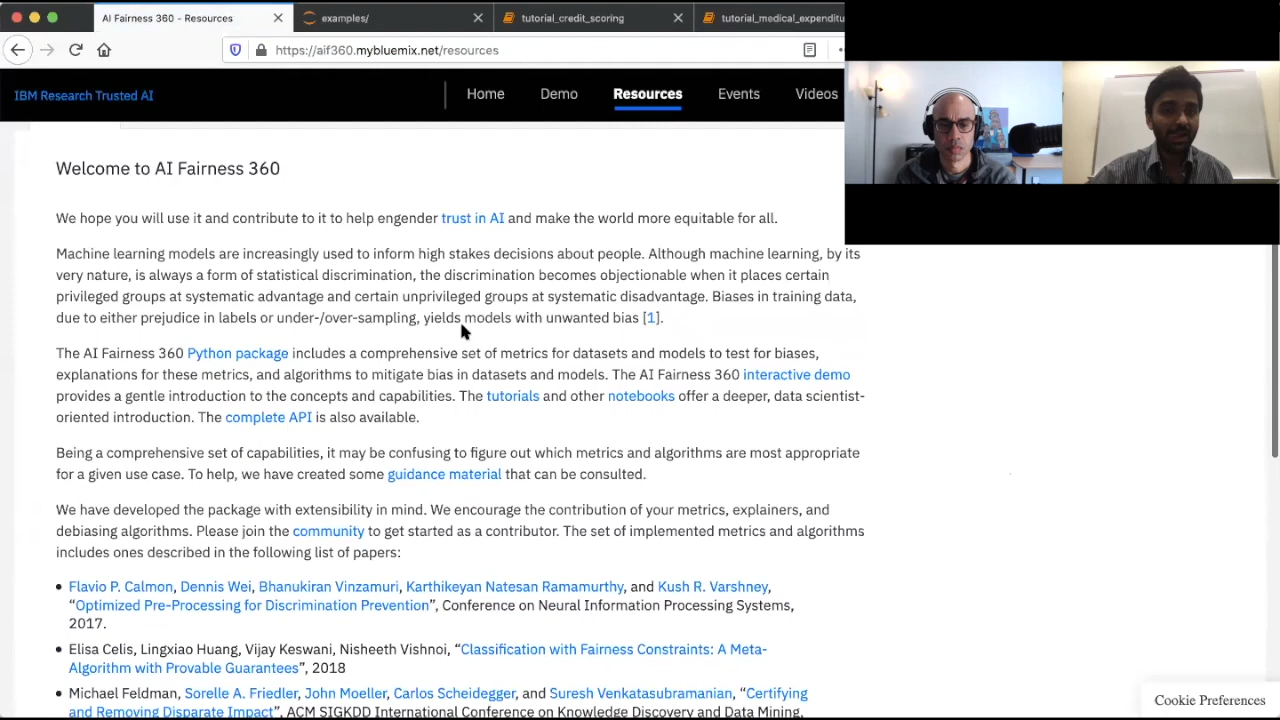 AI Fairness 360 - Resources
examples/
tutorial_credit_scoring
tutorial_medical_expenditu
https://aif360.mybluemix.net/resources
IBM Research Trusted AI
Home
Demo
Resources
Events
Videos
Welcome to AI Fairness 360
We hope you will use it and contribute to it to help engender trust in AI and make the world more equitable for all.
Machine learning models are increasingly used to inform high stakes decisions about people. Although machine learning, by its
very nature, is always a form of statistical discrimination, the discrimination becomes objectionable when it places certain
privileged groups at systematic advantage and certain unprivileged groups at systematic disadvantage. Biases in training data,
due to either prejudice in labels or under-/over-sampling, yields models with unwanted bias [1].
The AI Fairness 360 Python package includes a comprehensive set of metrics for datasets and models to test for biases,
explanations for these metrics, and algorithms to mitigate bias in datasets and models. The AI Fairness 360 interactive demo
provides a gentle introduction to the concepts and capabilities. The tutorials and other notebooks offer a deeper, data scientist-
oriented introduction. The complete API is also available.
Being a comprehensive set of capabilities, it may be confusing to figure out which metrics and algorithms are most appropriate
for a given use case. To help, we have created some guidance material that can be consulted.
We have developed the package with extensibility in mind. We encourage the contribution of your metrics, explainers, and
debiasing algorithms. Please join the community to get started as a contributor. The set of implemented metrics and algorithms
includes ones described in the following list of papers:
• Flavio P. Calmon, Dennis Wei, Bhanukiran Vinzamuri, Karthikeyan Natesan Ramamurthy, and Kush R. Varshney,
“Optimized Pre-Processing for Discrimination Prevention”, Conference on Neural Information Processing Systems,
2017.
• Elisa Celis, Lingxiao Huang, Vijay Keswani, Nisheeth Vishnoi, “Classification with Fairness Constraints: A Meta-
Algorithm with Provable Guarantees”, 2018
• Michael Feldman, Sorelle A. Friedler, John Moeller, Carlos Scheidegger, and Suresh Venkatasubramanian, “Certifying
and Removing Disparate Impact”, ACM SIGKDD International Conference on Knowledge Discovery and Data Mining,
Cookie Preferences